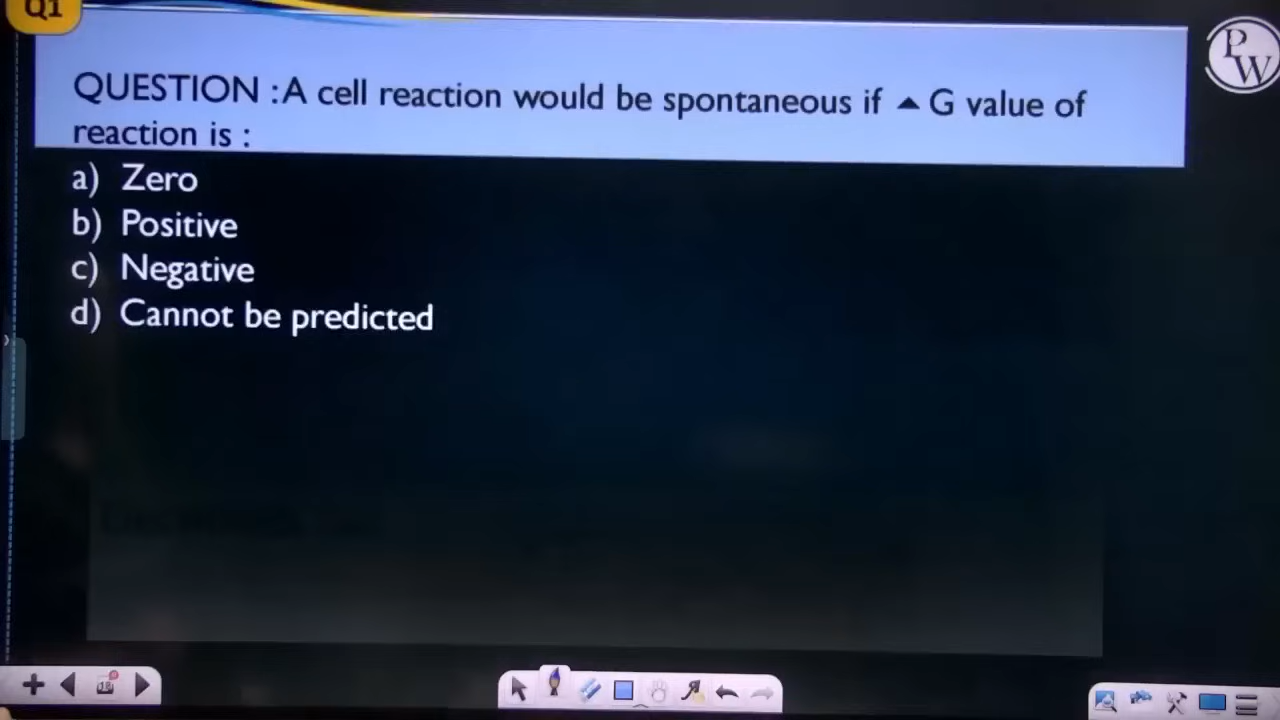 Q1
PW
QUESTION :A cell reaction would be spontaneous if ▲ G value of
reaction is :
a) Zero
b) Positive
c) Negative
d) Cannot be predicted